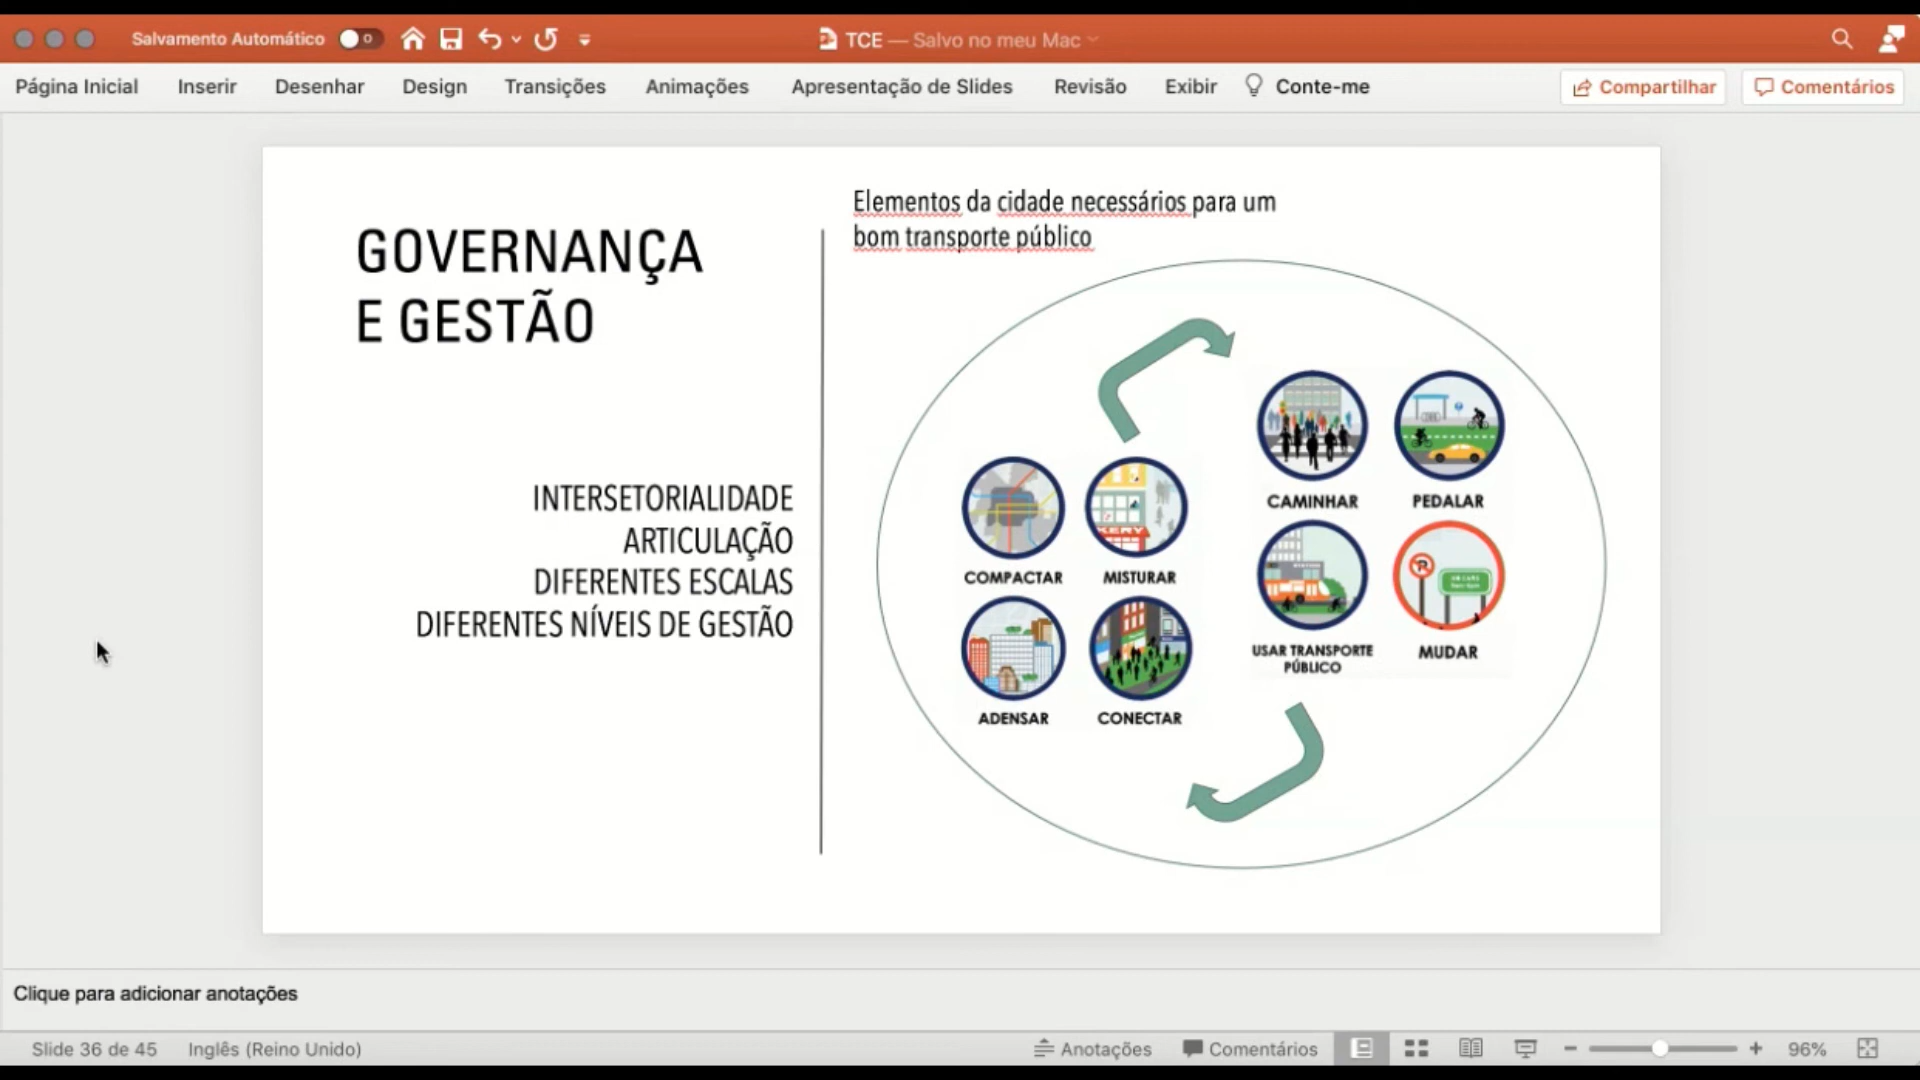 Salvamento Automático
TCE — Salvo no meu Mac
Página Inicial Inserir Desenhar Design Transições Animações Apresentação de Slides Revisão Exibir Conte-me Compartilhar Comentários
GOVERNANÇA
E GESTÃO
INTERSETORIALIDADE
ARTICULAÇÃO
DIFERENTES ESCALAS
DIFERENTES NÍVEIS DE GESTÃO
Elementos da cidade necessários para um
bom transporte público
COMPACTAR MISTURAR
ADENSAR CONECTAR
CAMINHAR PEDALAR
USAR TRANSPORTE
PÚBLICO
MUDAR
Clique para adicionar anotações
Slide 36 de 45 Inglês (Reino Unido) Anotações Comentários 96%